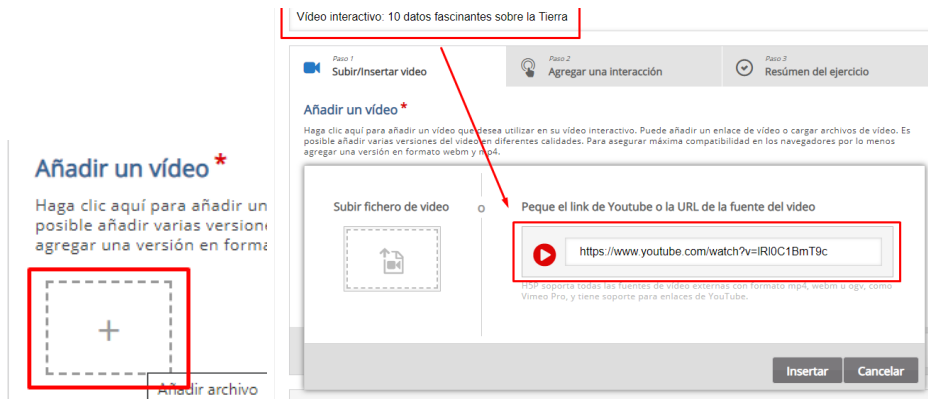 Vídeo interactivo: 10 datos fascinantes sobre la Tierra
Paso 1
Subir/Insertar video
Paso 2
Agregar una interacción
Paso 3
Resúmen del ejercicio
Añadir un vídeo *
Haga clic aquí para añadir un vídeo que desea utilizar en su vídeo interactivo. Puede añadir un enlace de vídeo o cargar archivos de vídeo. Es
posible añadir varias versiones del video en diferentes calidades. Para asegurar máxima compatibilidad en los navegadores por lo menos
agregar una versión en formato webm y mp4.
Añadir un vídeo *
Haga clic aquí para añadir un
posible añadir varias versione
agregar una versión en forma
+
Añadir archivo
Subir fichero de video
o
Peque el link de Youtube o la URL de la fuente del video
https://www.youtube.com/watch?v=lRl0C1BmT9c
H5P soporta todas las fuentes de video externas con formato mp4, webm u ogv, como
Vimeo Pro, y tiene soporte para enlaces de YouTube.
Insertar
Cancelar